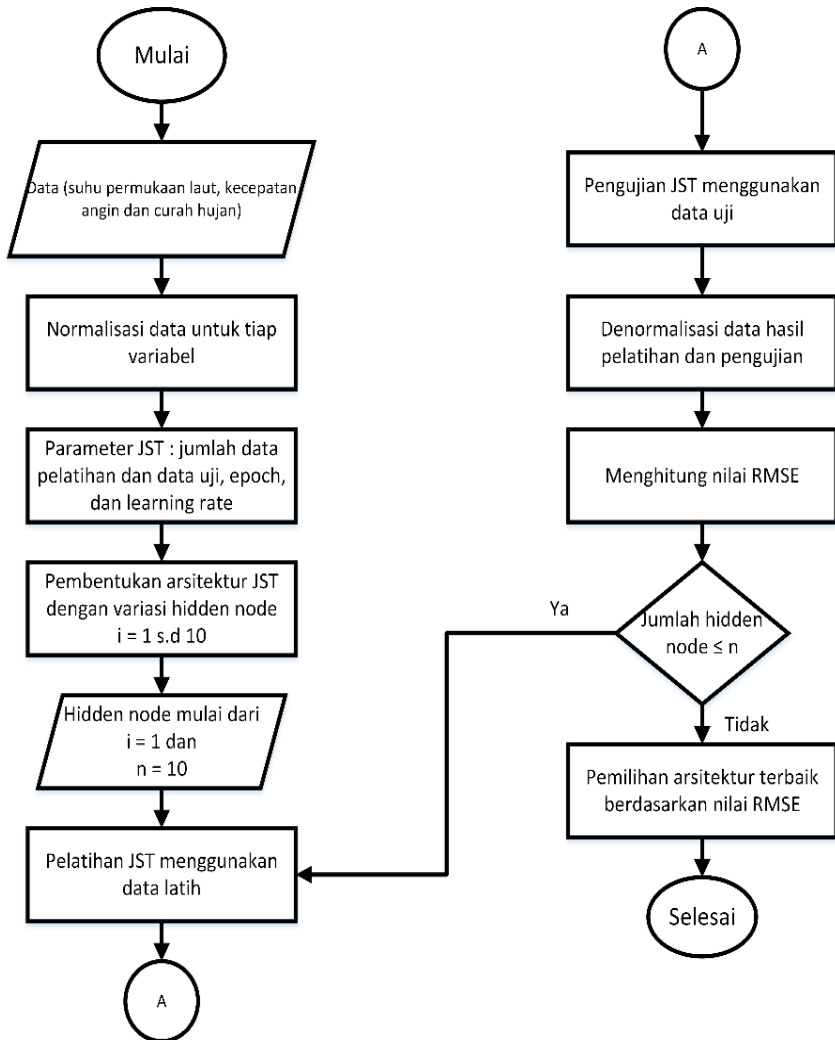 Mulai
Data (suhu permukaan laut, kecepatan
angin dan curah hujan)
Normalisasi data untuk tiap
variabel
Parameter JST : jumlah data
pelatihan dan data uji, epoch,
dan learning rate
Pembentukan arsitektur JST
dengan variasi hidden node
i = 1 s.d 10
Hidden node mulai dari
i = 1 dan
n = 10
Pelatihan JST menggunakan
data latih
A
A
Pengujian JST menggunakan
data uji
Denormalisasi data hasil
pelatihan dan pengujian
Menghitung nilai RMSE
Jumlah hidden
node ≤ n
Ya
Tidak
Pemilihan arsitektur terbaik
berdasarkan nilai RMSE
Selesai